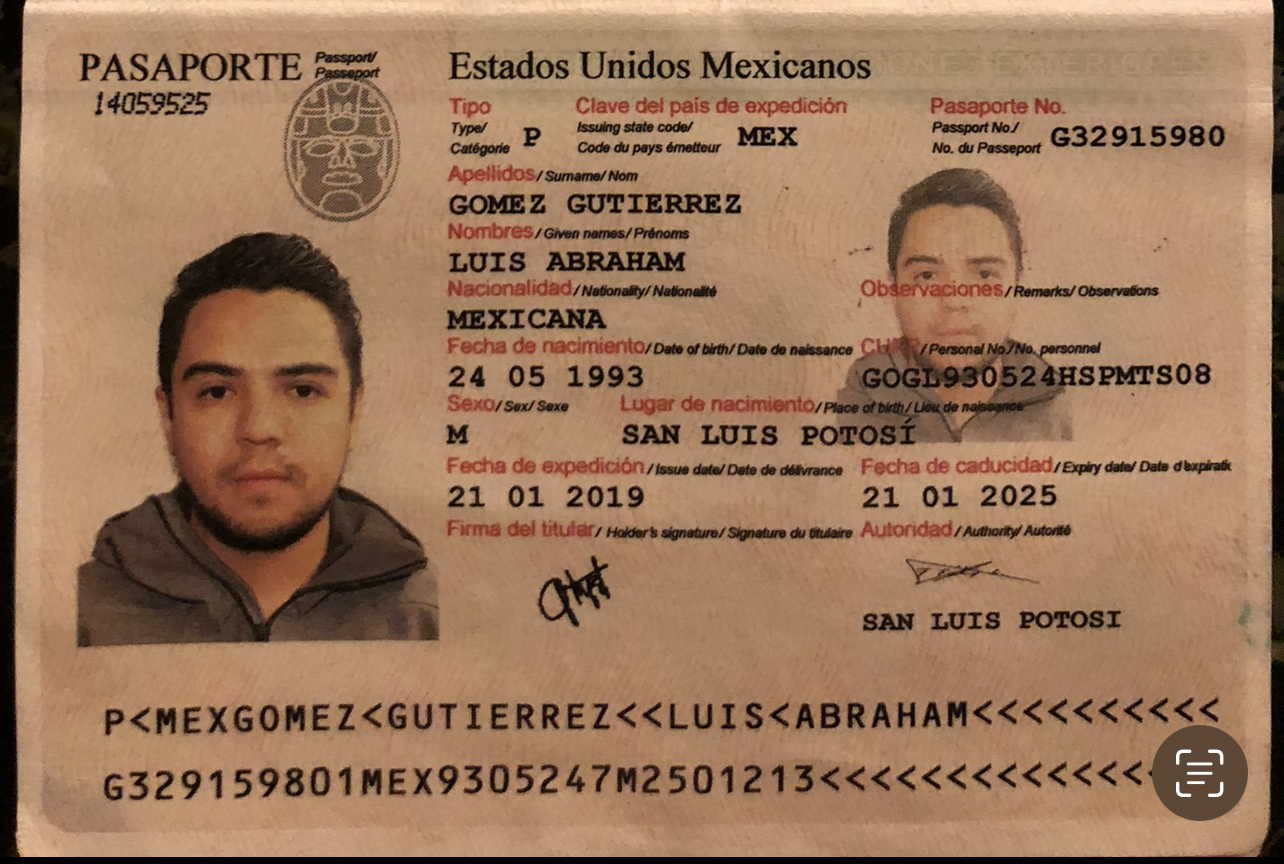 PASAPORTE Passport/ Passeport
14059525
Estados Unidos Mexicanos
Tipo Clave del país de expedición Pasaporte No.
Type/ Catégorie P Issuing state code/ Code du pays émetteur MEX Passport No./ No. du Passeport G32915980
Apellidos/Surname/Nom
GOMEZ GUTIERREZ
Nombres/Given names/Prénoms
LUIS ABRAHAM
Nacionalidad/Nationality/Nationalité Observaciones/Remarks/Observations
MEXICANA
Fecha de nacimiento/Date of birth/Date de naissance CURP/Personal No./No. personnel
24 05 1993 GOGL930524HSPMTS08
Sexo/Sex/Sexe Lugar de nacimiento/Place of birth/Lieu de naissance
M SAN LUIS POTOSÍ
Fecha de expedición/Issue date/Date de délivrance Fecha de caducidad/Expiry date/Date d'expiratic
21 01 2019 21 01 2025
Firma del titular/Holder's signature/Signature du titulaire Autoridad/Authority/Autorité
SAN LUIS POTOSI
P<MEXGOMEZ<GUTIERREZ<<LUIS<ABRAHAM<<<<<<<<<<
G329159801MEX9305247M2501213<<<<<<<<<<<<<<